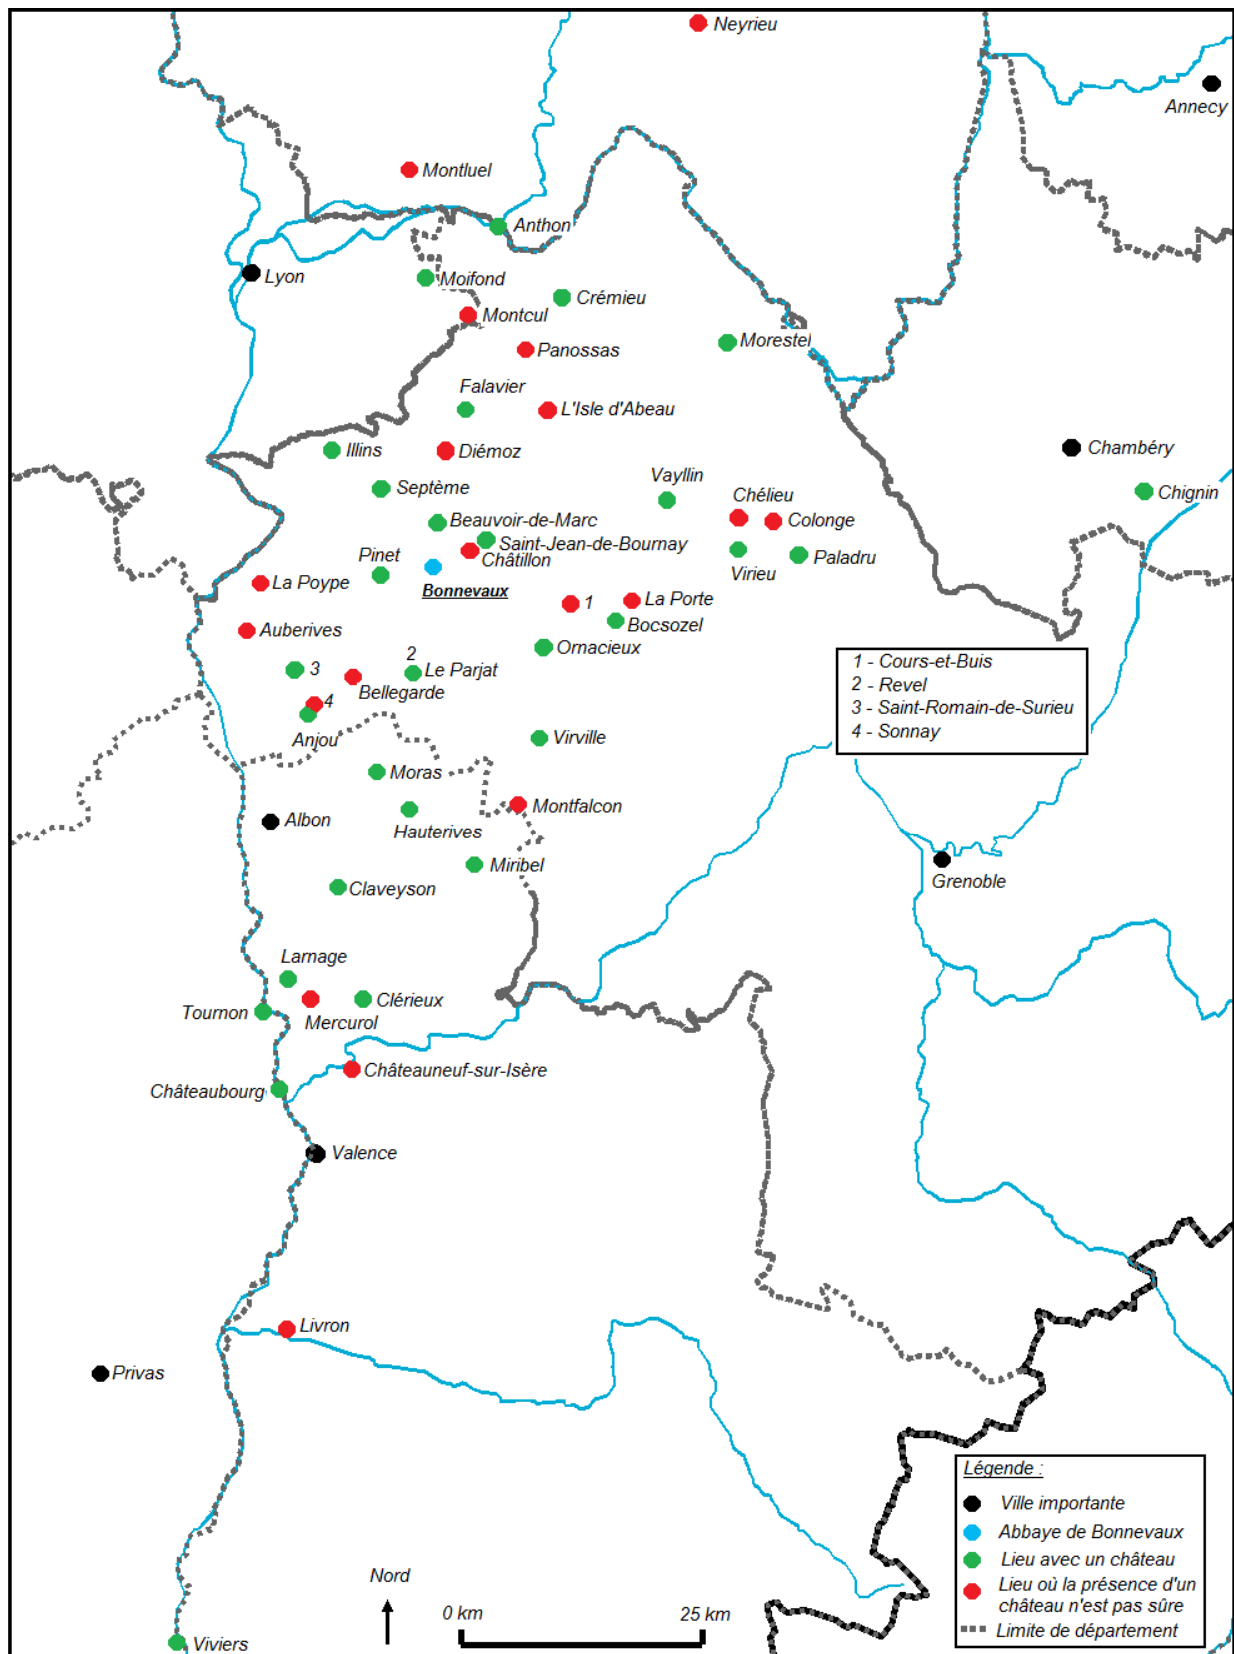 Neyrieu
Annecy
Montluel
Anthon
Lyon
Moifond
Crémieu
Montcul
Morestel
Panossas
Falavier
L'Isle d'Abeau
Illins
Diémoz
Chambéry
Vayllin
Septème
Chignin
Chélieu
Colonge
Beauvoir-de-Marc
Saint-Jean-de-Bournay
Châtillon
Pinet
Virieu
Paladru
La Poype
Bonnevaux
1
La Porte
Bocsozel
Auberives
Ornacieux
2
3
Le Parjat
Bellegarde
4
Anjou
1 - Cours-et-Buis
2 - Revel
3 - Saint-Romain-de-Surieu
4 - Sonnay
Virville
Moras
Montfalcon
Albon
Hauterives
Miribel
Grenoble
Claveyson
Larnage
Clérieux
Tournon
Mercurol
Châteauneuf-sur-Isère
Châteaubourg
Valence
Livron
Privas
Légende :
Ville importante
Abbaye de Bonnevaux
Lieu avec un château
Lieu où la présence d'un
château n'est pas sûre
Limite de département
Nord
0 km
25 km
Viviers